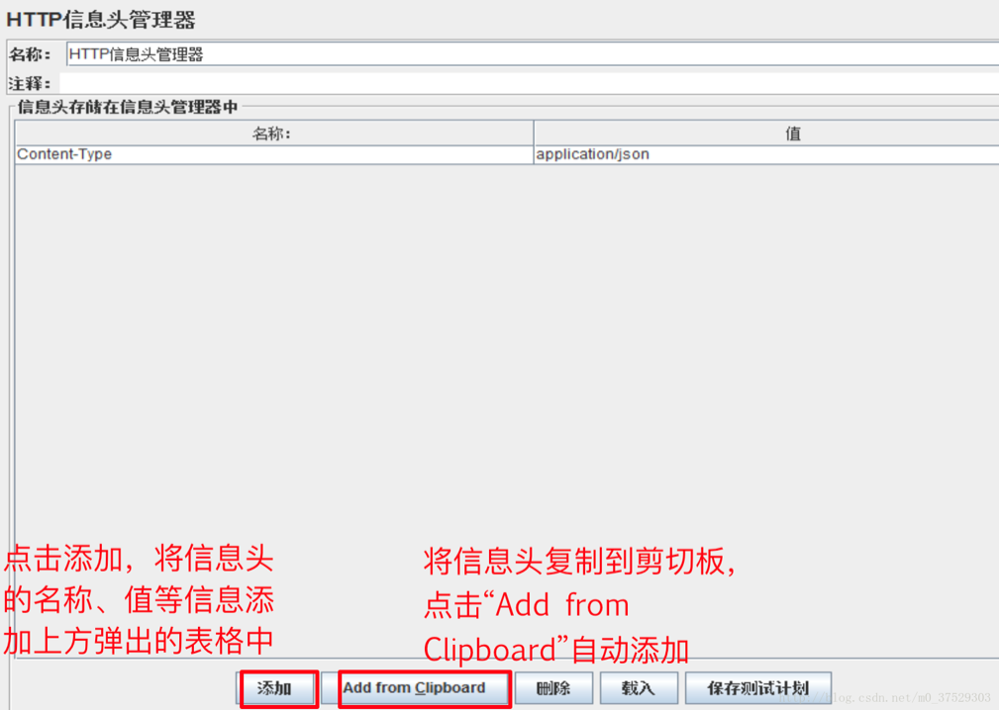 HTTP信息头管理器
名称： HTTP信息头管理器
注释：
信息头存储在信息头管理器中
名称： 值
Content-Type application/json
点击添加，将信息头
的名称、值等信息添
加上方弹出的表格中
将信息头复制到剪切板，
点击“Add from
Clipboard”自动添加
添加 Add from Clipboard 删除 载入 保存测试计划
http://blog.csdn.net/m0_37529303